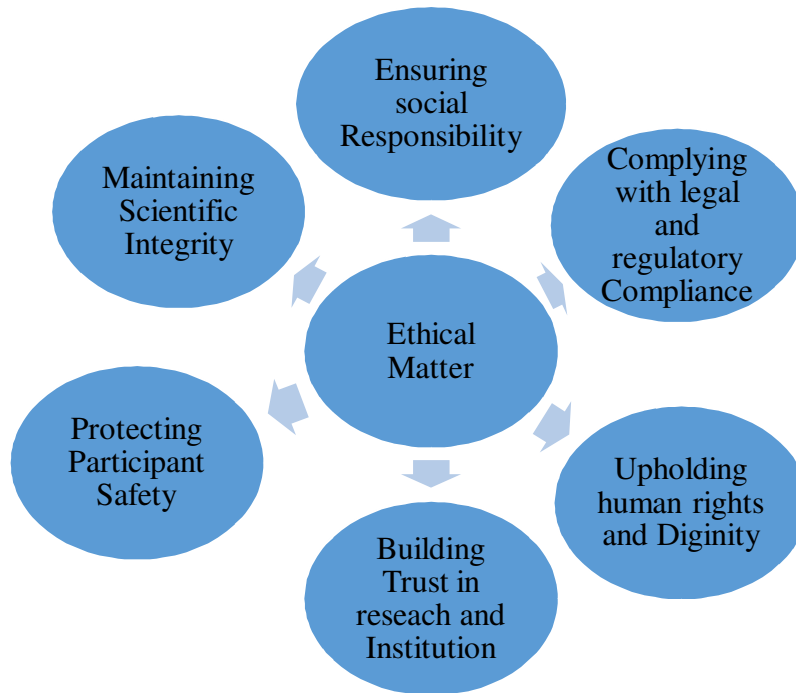 Ensuring
social
Responsibility
Complying
with legal
and
regulatory
Compliance
Upholding
human rights
and Diginity
Building
Trust in
reseach and
Institution
Protecting
Participant
Safety
Maintaining
Scientific
Integrity
Ethical
Matter